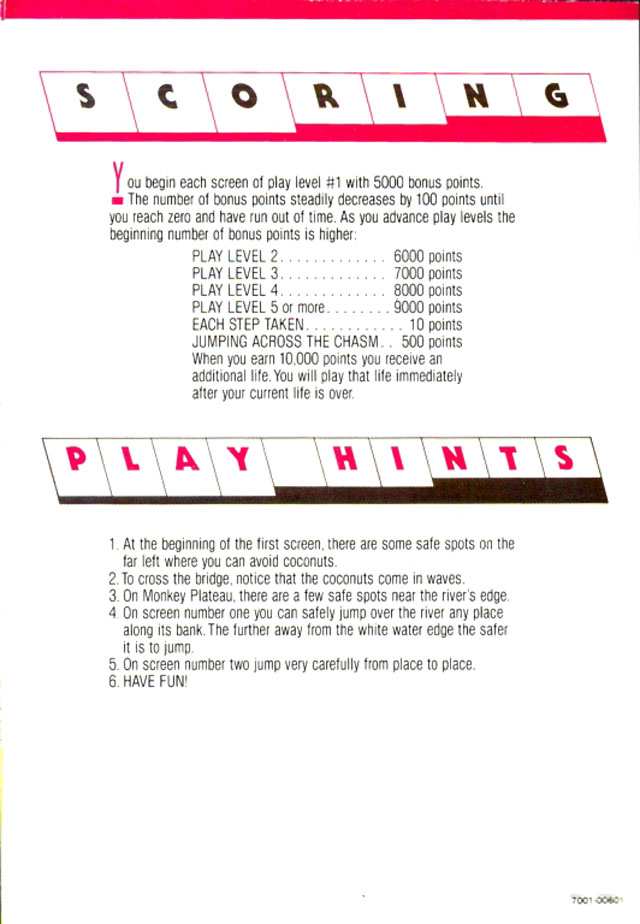 SCORING
You begin each screen of play level #1 with 5000 bonus points.
The number of bonus points steadily decreases by 100 points until
you reach zero and have run out of time. As you advance play levels the
beginning number of bonus points is higher:
PLAY LEVEL 2. . . . . . . . . . . . . 6000 points
PLAY LEVEL 3. . . . . . . . . . . . . 7000 points
PLAY LEVEL 4. . . . . . . . . . . . . 8000 points
PLAY LEVEL 5 or more. . . . . . . . 9000 points
EACH STEP TAKEN. . . . . . . . . . . . 10 points
JUMPING ACROSS THE CHASM. . 500 points
When you earn 10,000 points you receive an
additional life. You will play that life immediately
after your current life is over.
PLAY HINTS
1. At the beginning of the first screen, there are some safe spots on the
far left where you can avoid coconuts.
2. To cross the bridge, notice that the coconuts come in waves.
3. On Monkey Plateau, there are a few safe spots near the river's edge.
4. On screen number one you can safely jump over the river any place
along its bank. The further away from the white water edge the safer
it is to jump.
5. On screen number two jump very carefully from place to place.
6. HAVE FUN!
7001-00601